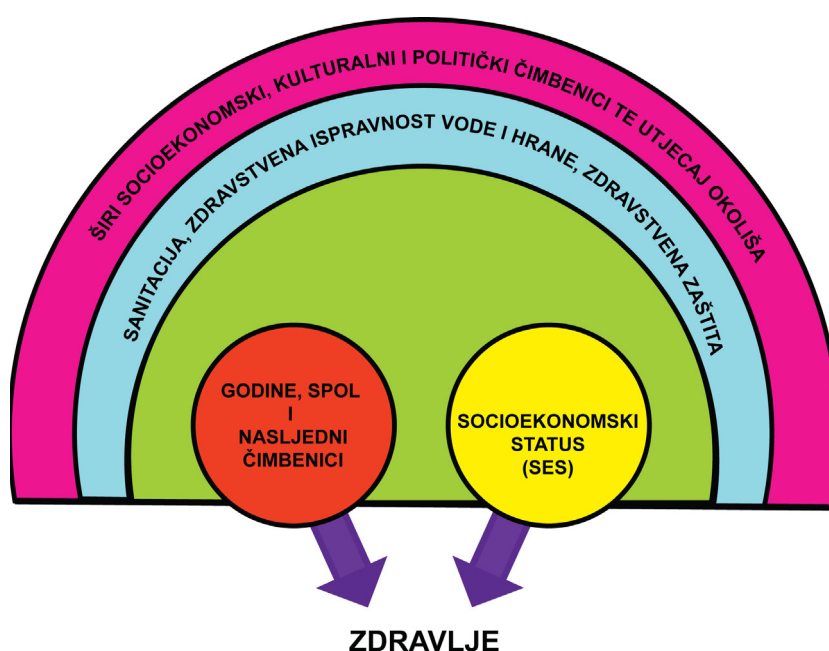 ŠIRI SOCIOEKONOMSKI, KULTURALNI I POLITIČKI ČIMBENICI TE UTJECAJ OKOLIŠA
SANITACIJA, ZDRAVSTVENA ISPRAVNOST VODE I HRANE, ZDRAVSTVENA ZAŠTITA
GODINE, SPOL
I
NASLJEDNI
ČIMBENICI
SOCIOEKONOMSKI
STATUS
(SES)
ZDRAVLJE